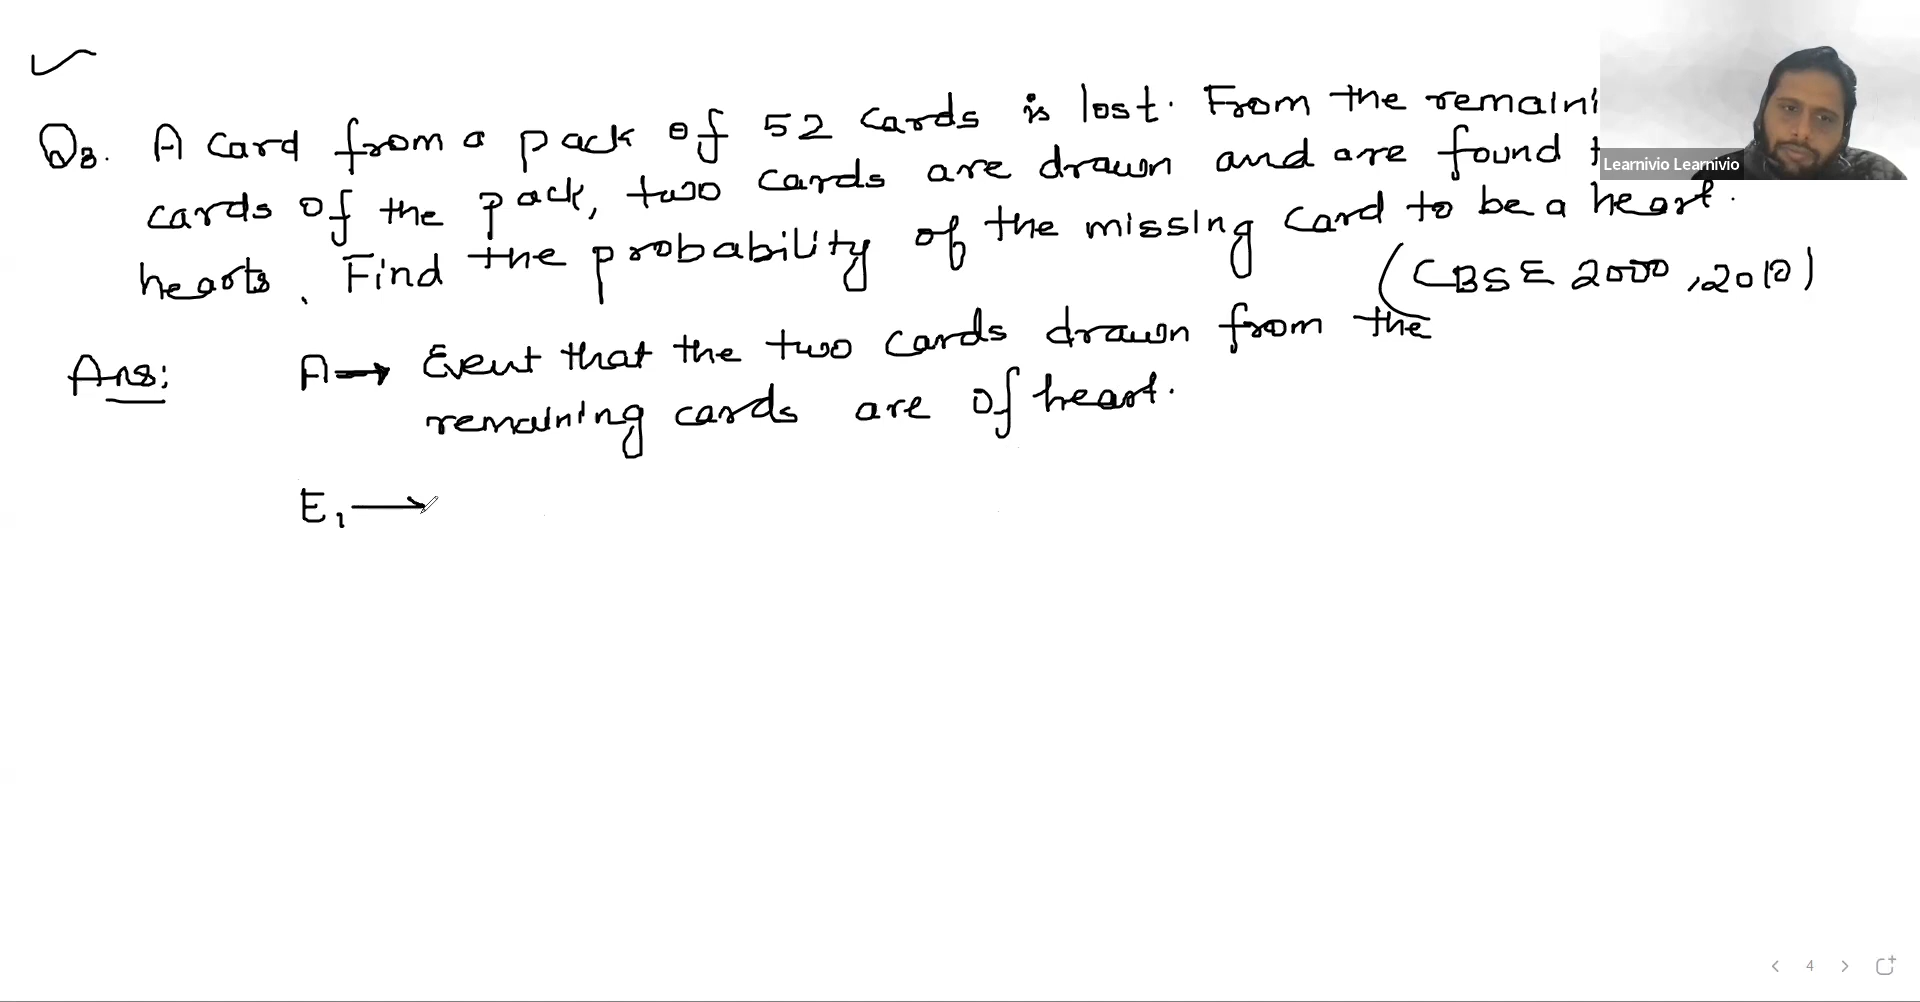 Q3. A card from a pack of 52 cards is lost. From the remaini
cards of the pack, two cards are drawn and are found t
hearts. Find the probability of the missing card to be a heart.
(CBSE 2000, 2010)
Ans: A→ Event that the two cards drawn from the
remaining cards are of heart.
E1 →
Learnivio Learnivio
4